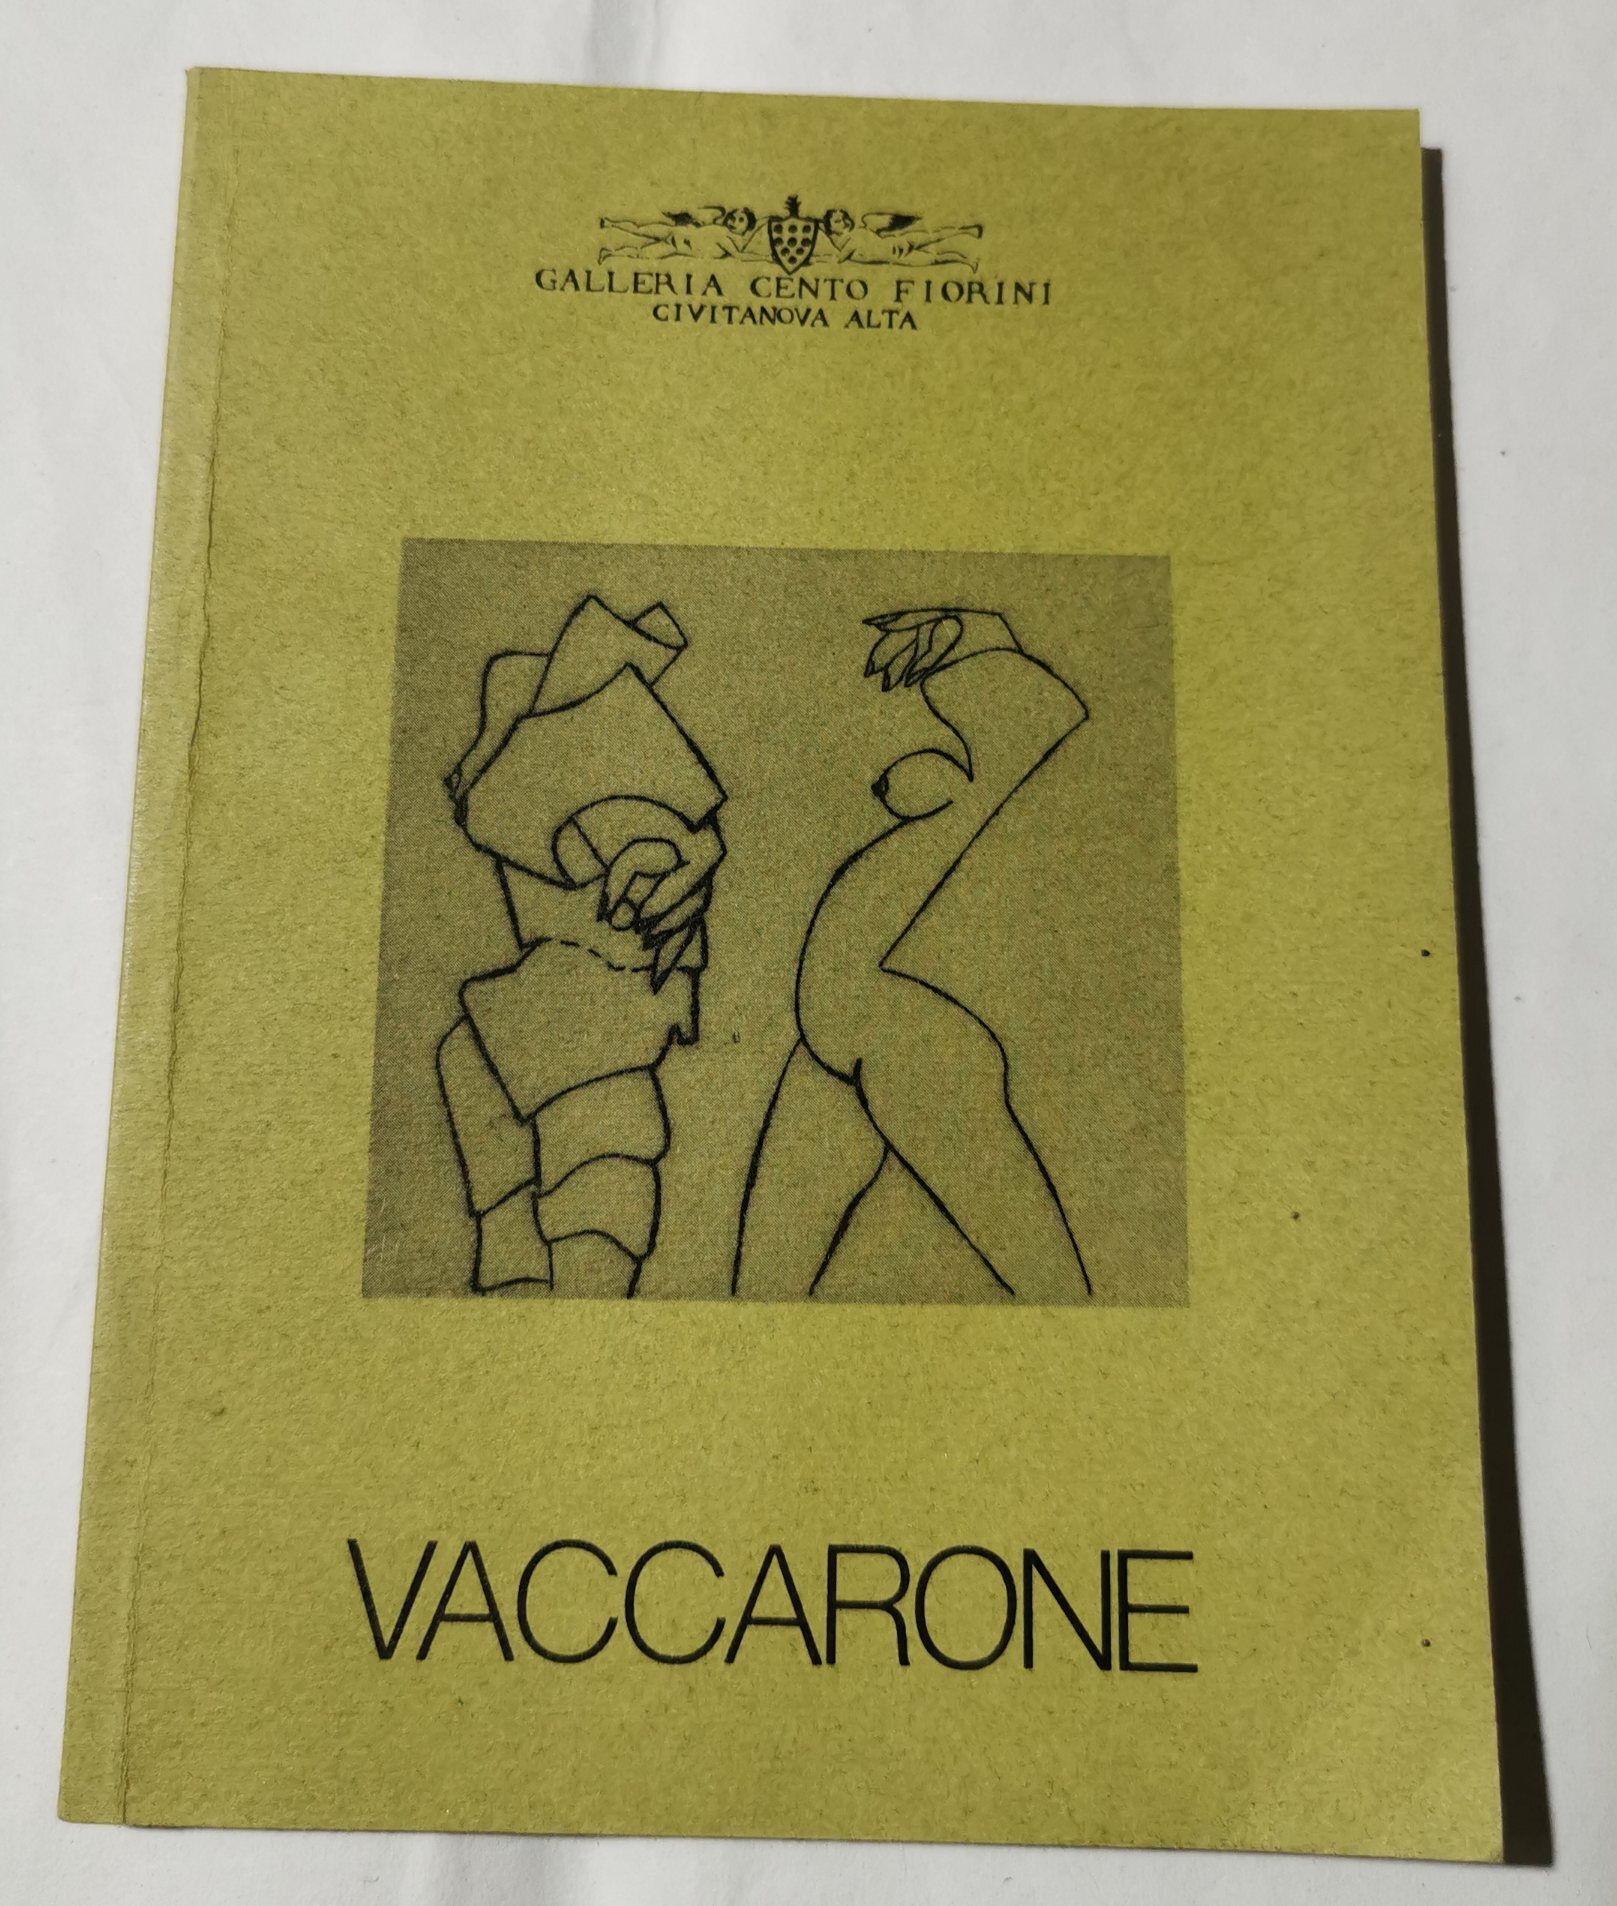 GALLERIA CENTO FIORINI
CIVITANOVA ALTA
VACCARONE